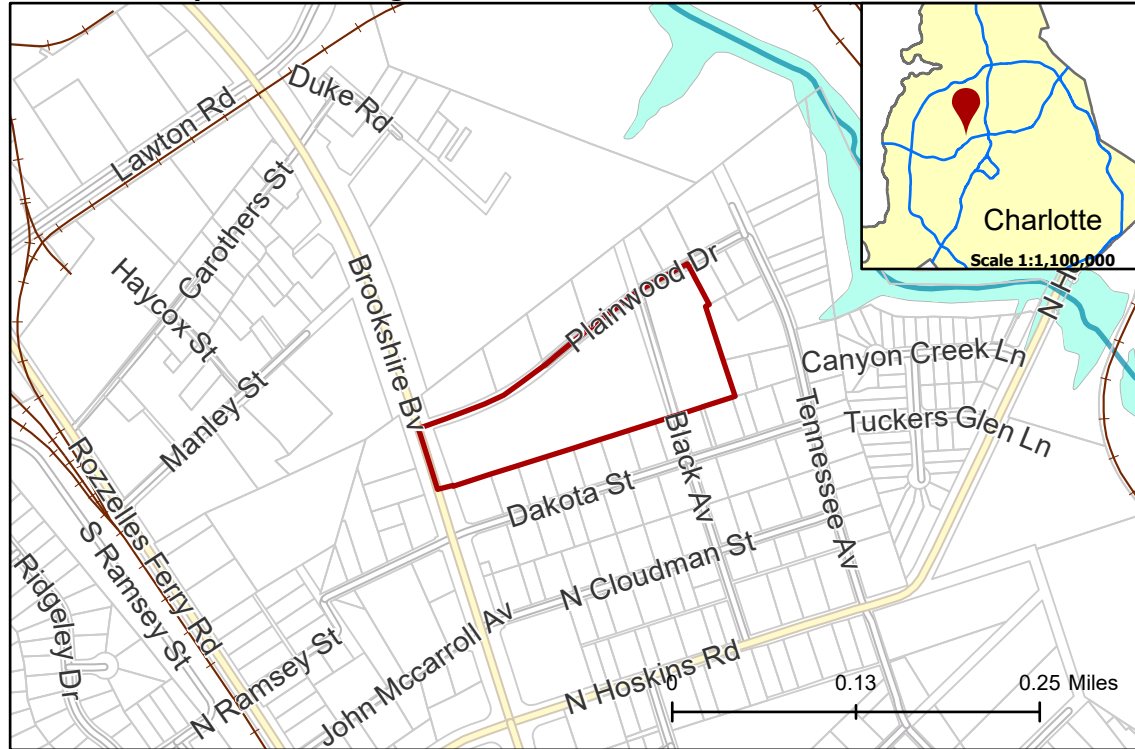 Duke Rd
Lawton Rd
Charlotte
Scale 1:1,100,000
Carothers St
Haycox St
Brookshire Bv
Plainwood Dr
Manley St
Canyon Creek Ln
Tuckers Glen Ln
Tennessee Av
Black Av
Dakota St
Rozzelles Ferry Rd
S Ramsey St
Ridgeley Dr
N Cloudman St
John Mccarroll Av
N Ramsey St
N Hoskins Rd
N H
0
0.13
0.25 Miles